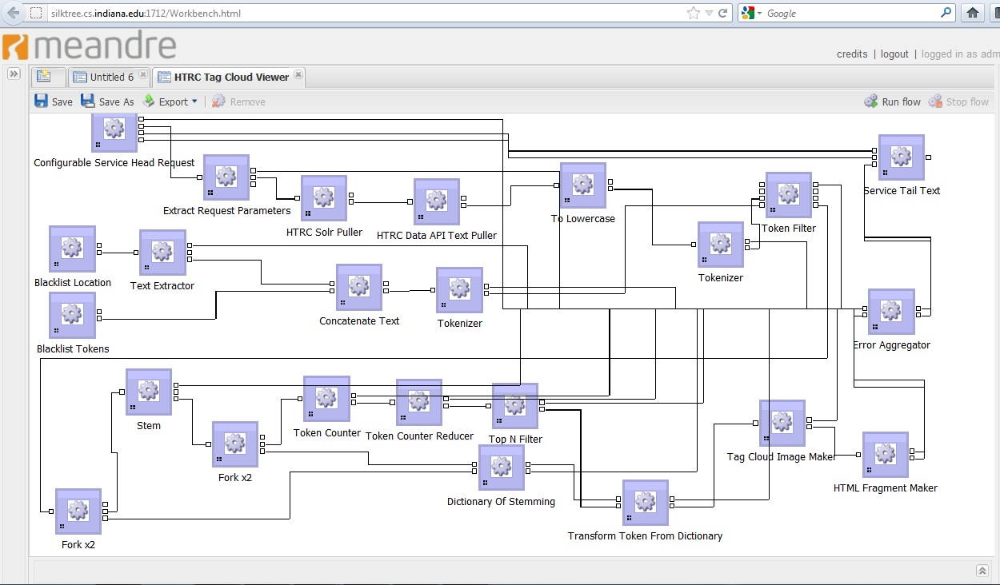 silktree.cs.indiana.edu:1712/Workbench.html
Google
meandre
credits | logout | logged in as adm
Untitled 6
HTRC Tag Cloud Viewer
Save
Save As
Export
Remove
Run flow
Stop flow
Configurable Service Head Request
Service Tail Text
Extract Request Parameters
To Lowercase
HTRC Solr Puller
HTRC Data API Text Puller
Token Filter
Blacklist Location
Text Extractor
Tokenizer
Concatenate Text
Tokenizer
Blacklist Tokens
Error Aggregator
Stem
Token Counter
Token Counter Reducer
Top N Filter
Tag Cloud Image Maker
Fork x2
Dictionary Of Stemming
HTML Fragment Maker
Fork x2
Transform Token From Dictionary